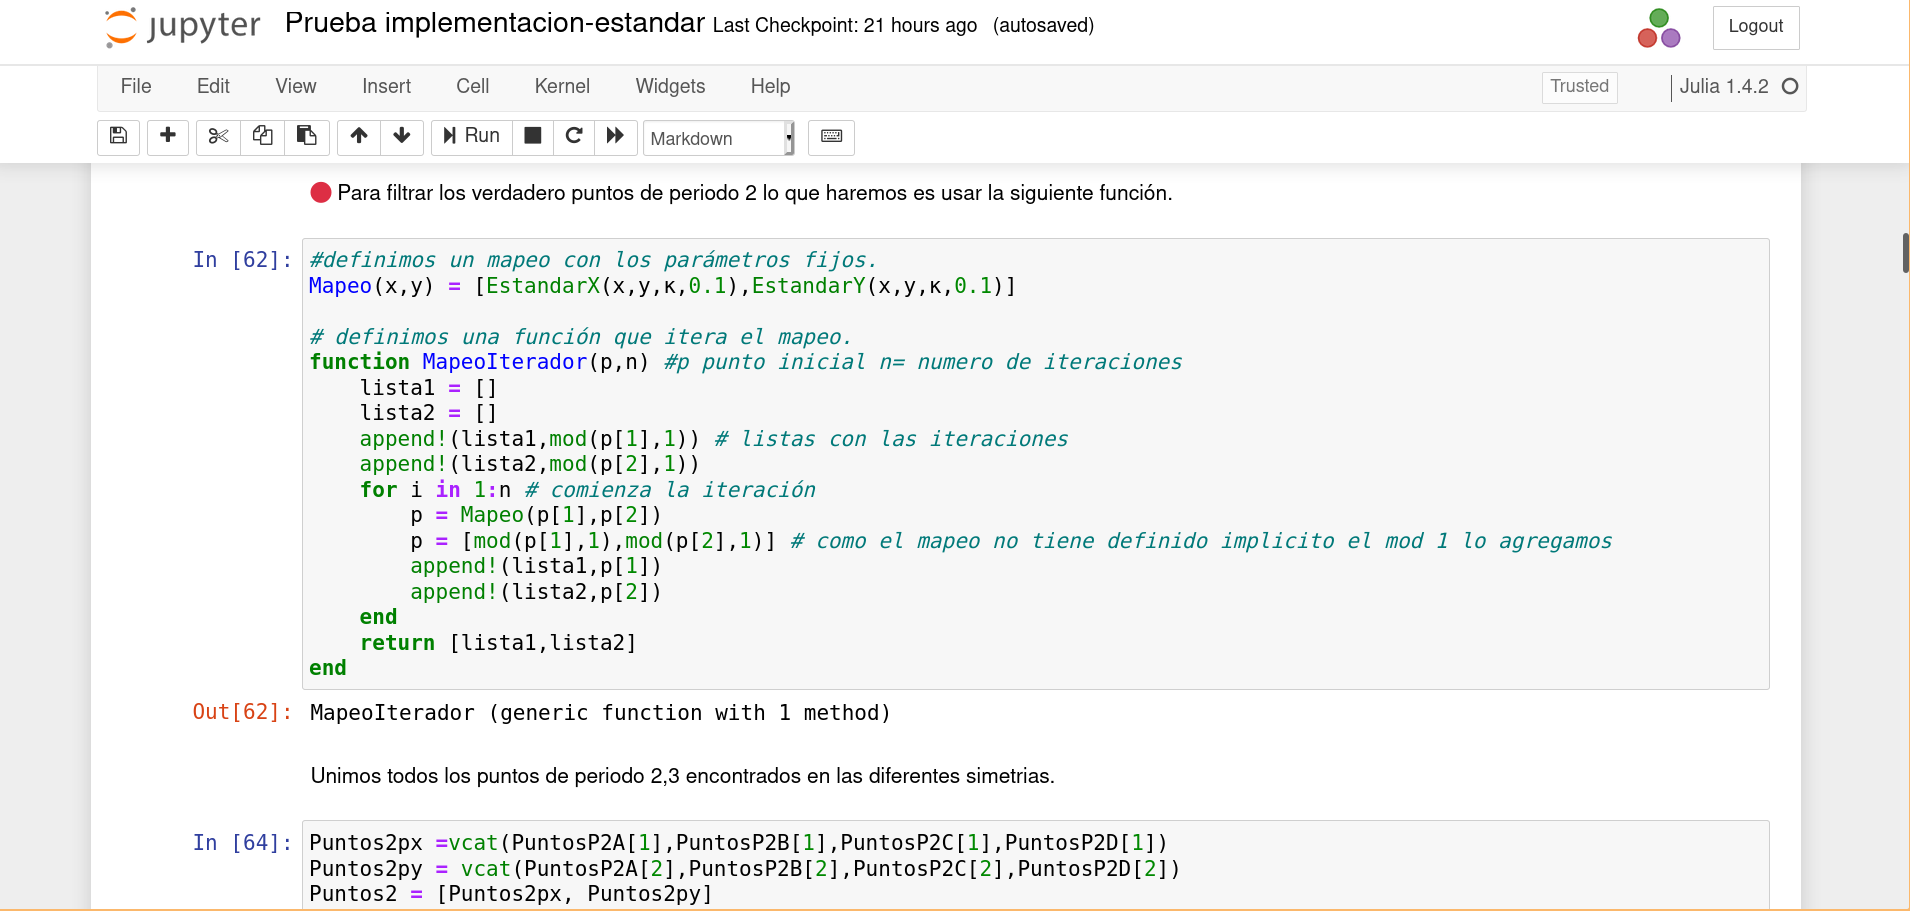 jupyter Prueba implementacion-estandar Last Checkpoint: 21 hours ago (autosaved) Logout
File Edit View Insert Cell Kernel Widgets Help Trusted Julia 1.4.2
Run Markdown
Para filtrar los verdadero puntos de periodo 2 lo que haremos es usar la siguiente función.
In [62]: #definimos un mapeo con los parámetros fijos.
Mapeo(x,y) = [EstandarX(x,y,κ,0.1),EstandarY(x,y,κ,0.1)]
# definimos una función que itera el mapeo.
function MapeoIterador(p,n) #p punto inicial n= numero de iteraciones
    lista1 = []
    lista2 = []
    append!(lista1,mod(p[1],1)) # listas con las iteraciones
    append!(lista2,mod(p[2],1))
    for i in 1:n # comienza la iteración
        p = Mapeo(p[1],p[2])
        p = [mod(p[1],1),mod(p[2],1)] # como el mapeo no tiene definido implicito el mod 1 lo agregamos
        append!(lista1,p[1])
        append!(lista2,p[2])
    end
    return [lista1,lista2]
end
Out[62]: MapeoIterador (generic function with 1 method)
Unimos todos los puntos de periodo 2,3 encontrados en las diferentes simetrias.
In [64]: Puntos2px =vcat(PuntosP2A[1],PuntosP2B[1],PuntosP2C[1],PuntosP2D[1])
Puntos2py = vcat(PuntosP2A[2],PuntosP2B[2],PuntosP2C[2],PuntosP2D[2])
Puntos2 = [Puntos2px, Puntos2py]